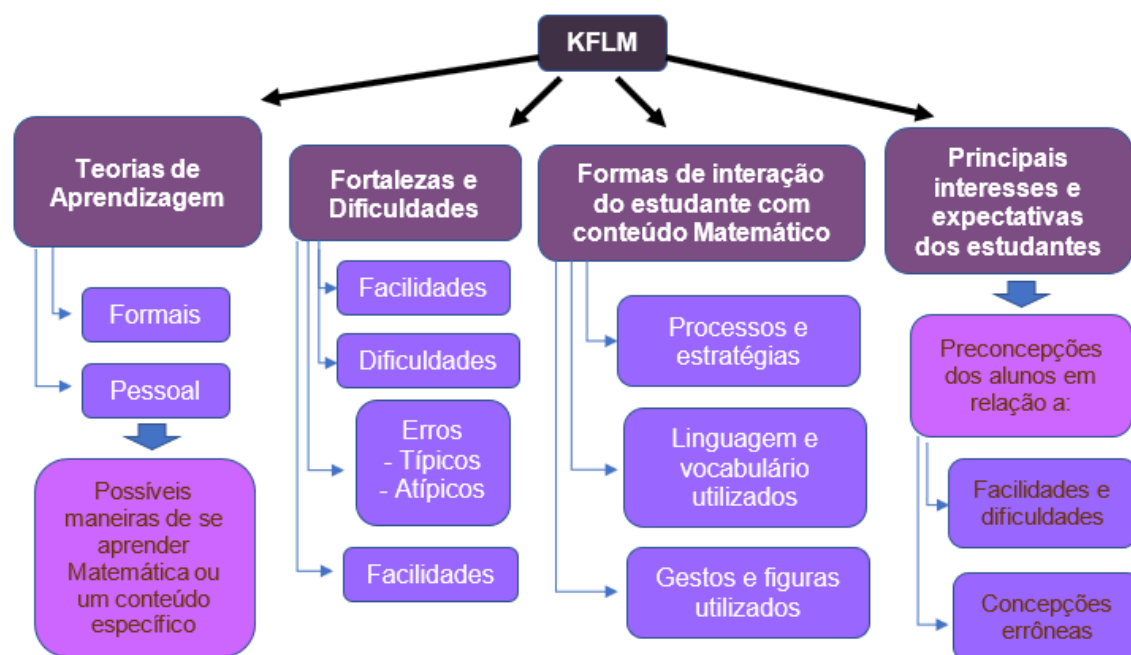 KFLM
Teorias de
Aprendizagem
Formais
Pessoal
Possíveis
maneiras de se
aprender
Matemática ou
um conteúdo
específico
Fortalezas e
Dificuldades
Facilidades
Dificuldades
Erros
- Típicos
- Atípicos
Facilidades
Formas de interação
do estudante com
conteúdo Matemático
Processos e
estratégias
Linguagem e
vocabulário
utilizados
Gestos e figuras
utilizados
Principais
interesses e
expectativas
dos estudantes
Preconcepções
dos alunos em
relação a:
Facilidades e
dificuldades
Concepções
errôneas